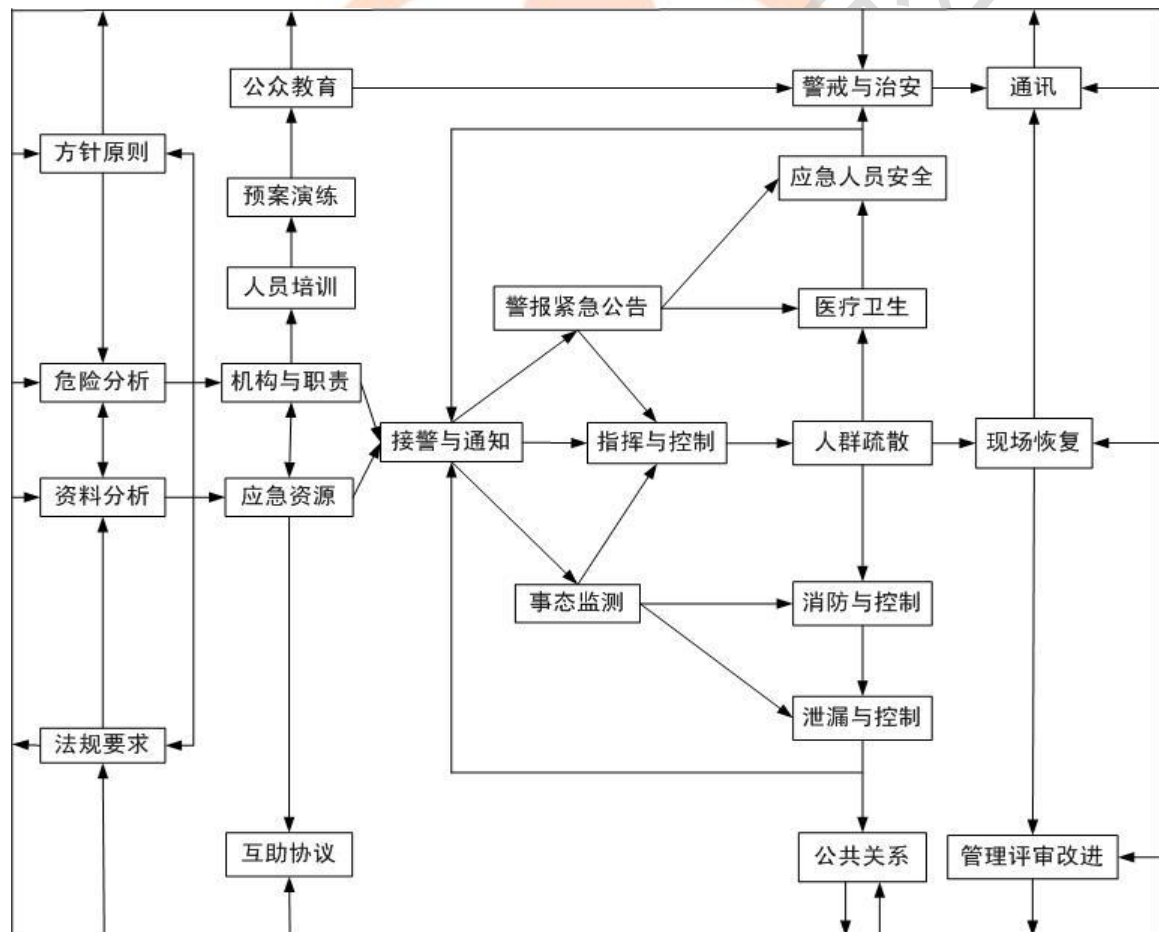 公众教育
警戒与治安
通讯
方针原则
应急人员安全
预案演练
人员培训
警报紧急公告
医疗卫生
危险分析
机构与职责
接警与通知
指挥与控制
人群疏散
现场恢复
资料分析
应急资源
事态监测
消防与控制
泄漏与控制
法规要求
互助协议
公共关系
管理评审改进